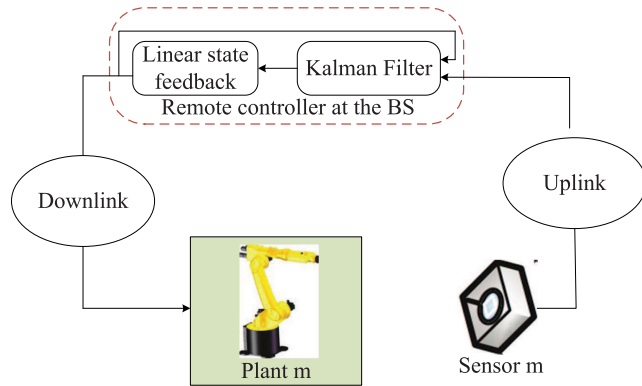 Linear state
feedback
Kalman Filter
Remote controller at the BS
Downlink
Uplink
Plant m
Sensor m